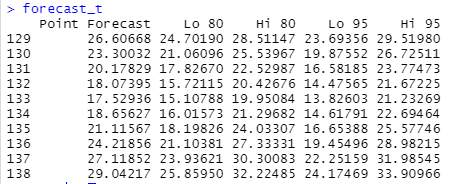 > forecast_t
    Point Forecast    Lo 80    Hi 80    Lo 95    Hi 95
129       26.60668 24.70190 28.51147 23.69356 29.51980
130       23.30032 21.06096 25.53967 19.87552 26.72511
131       20.17829 17.82670 22.52987 16.58185 23.77473
132       18.07395 15.72115 20.42676 14.47565 21.67225
133       17.52936 15.10788 19.95084 13.82603 21.23269
134       18.65627 16.01573 21.29682 14.61791 22.69464
135       21.11567 18.19826 24.03307 16.65388 25.57746
136       24.21856 21.10381 27.33331 19.45496 28.98215
137       27.11852 23.93621 30.30083 22.25159 31.98545
138       29.04217 25.85950 32.22485 24.17469 33.90966